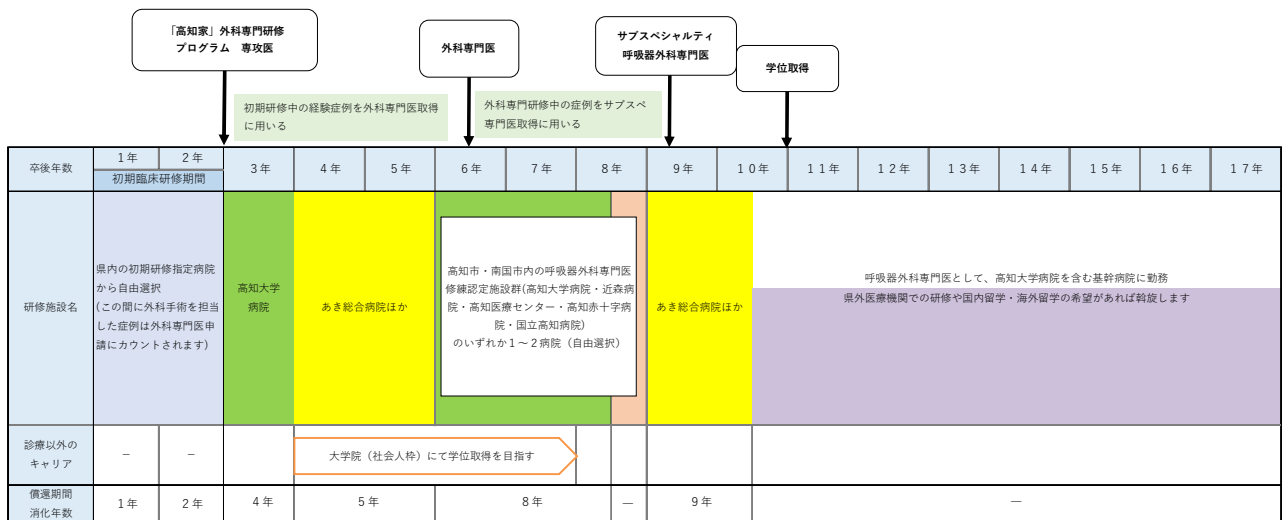 「高知家」外科専門研修
プログラム　専攻医
外科専門医
サブスペシャルティ
呼吸器外科専門医
学位取得
初期研修中の経験症例を外科専門医取得
に用いる
外科専門研修中の症例をサブスペ
専門医取得に用いる
卒後年数
1年
2年
初期臨床研修期間
3年
4年
5年
6年
7年
8年
9年
10年
11年
12年
13年
14年
15年
16年
17年
研修施設名
県内の初期研修指定病院
から自由選択
(この間に外科手術を担当
した症例は外科専門医申
請にカウントされます)
高知大学
病院
あき総合病院ほか
高知市・南国市内の呼吸器外科専門医
修練認定施設群(高知大学病院・近森病
院・高知医療センター・高知赤十字病
院・国立高知病院)
のいずれか1～2病院（自由選択）
あき総合病院ほか
呼吸器外科専門医として、高知大学病院を含む基幹病院に勤務
県外医療機関での研修や国内留学・海外留学の希望があれば斡旋します
診療以外の
キャリア
－
－
大学院（社会人枠）にて学位取得を目指す
償還期間
消化年数
1年
2年
4年
5年
8年
―
9年
―